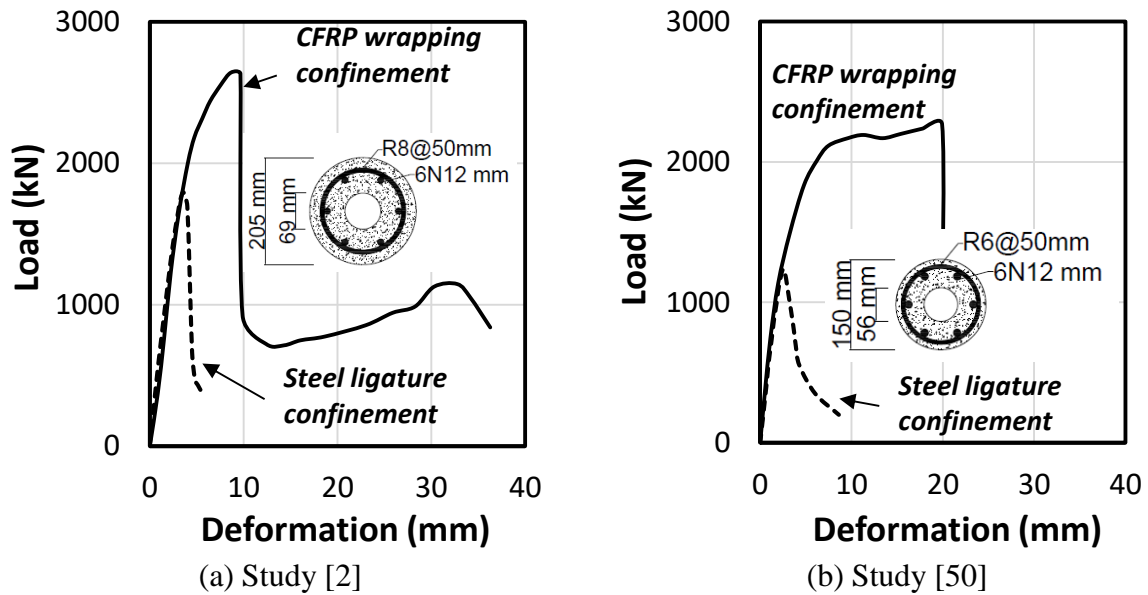 3000
2000
1000
0
Load (kN)
CFRP wrapping
confinement
R8@50mm
6N12 mm
205 mm
69 mm
Steel ligature
confinement
0 10 20 30 40
Deformation (mm)
(a) Study [2]
3000
2000
1000
0
Load (kN)
CFRP wrapping
confinement
R6@50mm
6N12 mm
150 mm
56 mm
Steel ligature
confinement
0 10 20 30 40
Deformation (mm)
(b) Study [50]